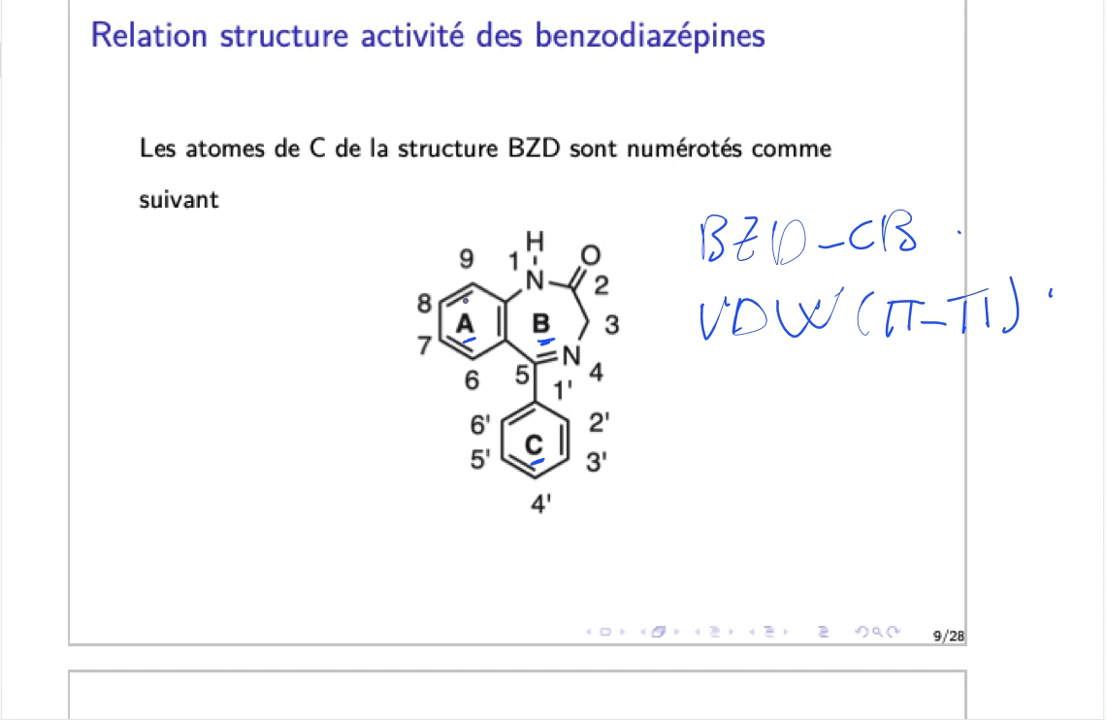 Relation structure activité des benzodiazépines
Les atomes de C de la structure BZD sont numérotés comme
suivant
BZD-CB
VDW (π-π)
H
9 1 O
N 2
8 A B 3
7 N
6 5 4
1'
6' 2'
C
5' 3'
4'
9/28